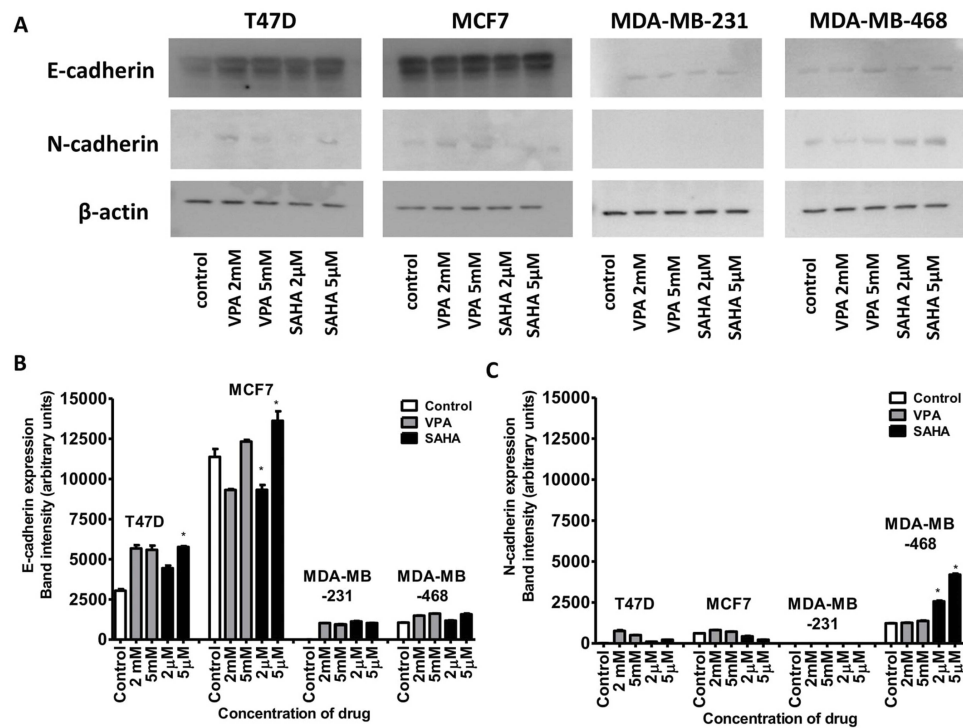 A
T47D MCF7 MDA-MB-231 MDA-MB-468
E-cadherin
N-cadherin
β-actin
control VPA 2mM VPA 5mM SAHA 2µM SAHA 5µM control VPA 2mM VPA 5mM SAHA 2µM SAHA 5µM control VPA 2mM VPA 5mM SAHA 2µM SAHA 5µM control VPA 2mM VPA 5mM SAHA 2µM SAHA 5µM
B
E-cadherin expression
Band intensity (arbitrary units)
15000
12500
10000
7500
5000
2500
0
T47D
*
MCF7
* *
MDA-MB
-231
MDA-MB
-468
Control
VPA
SAHA
Control 2 mM 5mM 2µM 5µM Control 2mM 5mM 2µM 5µM Control 2mM 5mM 2µM 5µM Control 2mM 5mM 2µM 5µM
Concentration of drug
C
N-cadherin expression
Band intensity (arbitrary units)
15000
12500
10000
7500
5000
2500
0
T47D
MCF7
MDA-MB
-231
MDA-MB
-468
* *
Control
VPA
SAHA
Control 2 mM 5mM 2µM 5µM Control 2mM 5mM 2µM 5µM Control 2mM 5mM 2µM 5µM Control 2mM 5mM 2µM 5µM
Concentration of drug